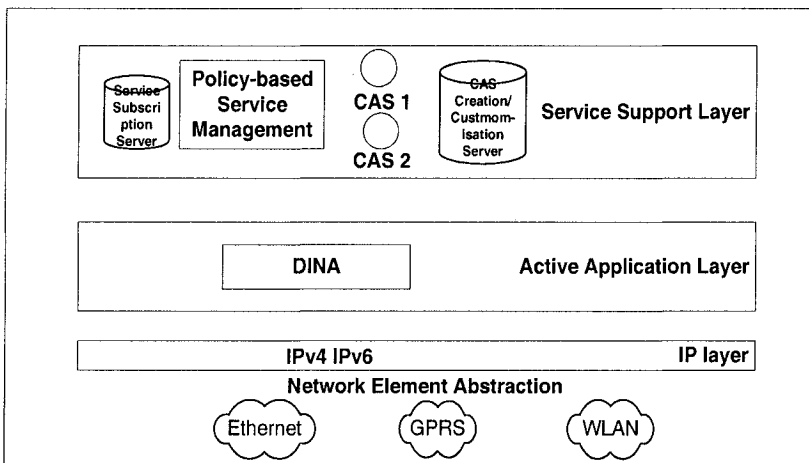 Service
Subscri
ption
Server
Policy-based
Service
Management
CAS 1
CAS 2
CAS
Creation/
Custmom-
isation
Server
Service Support Layer
DINA
Active Application Layer
IPv4 IPv6
IP layer
Network Element Abstraction
Ethernet
GPRS
WLAN